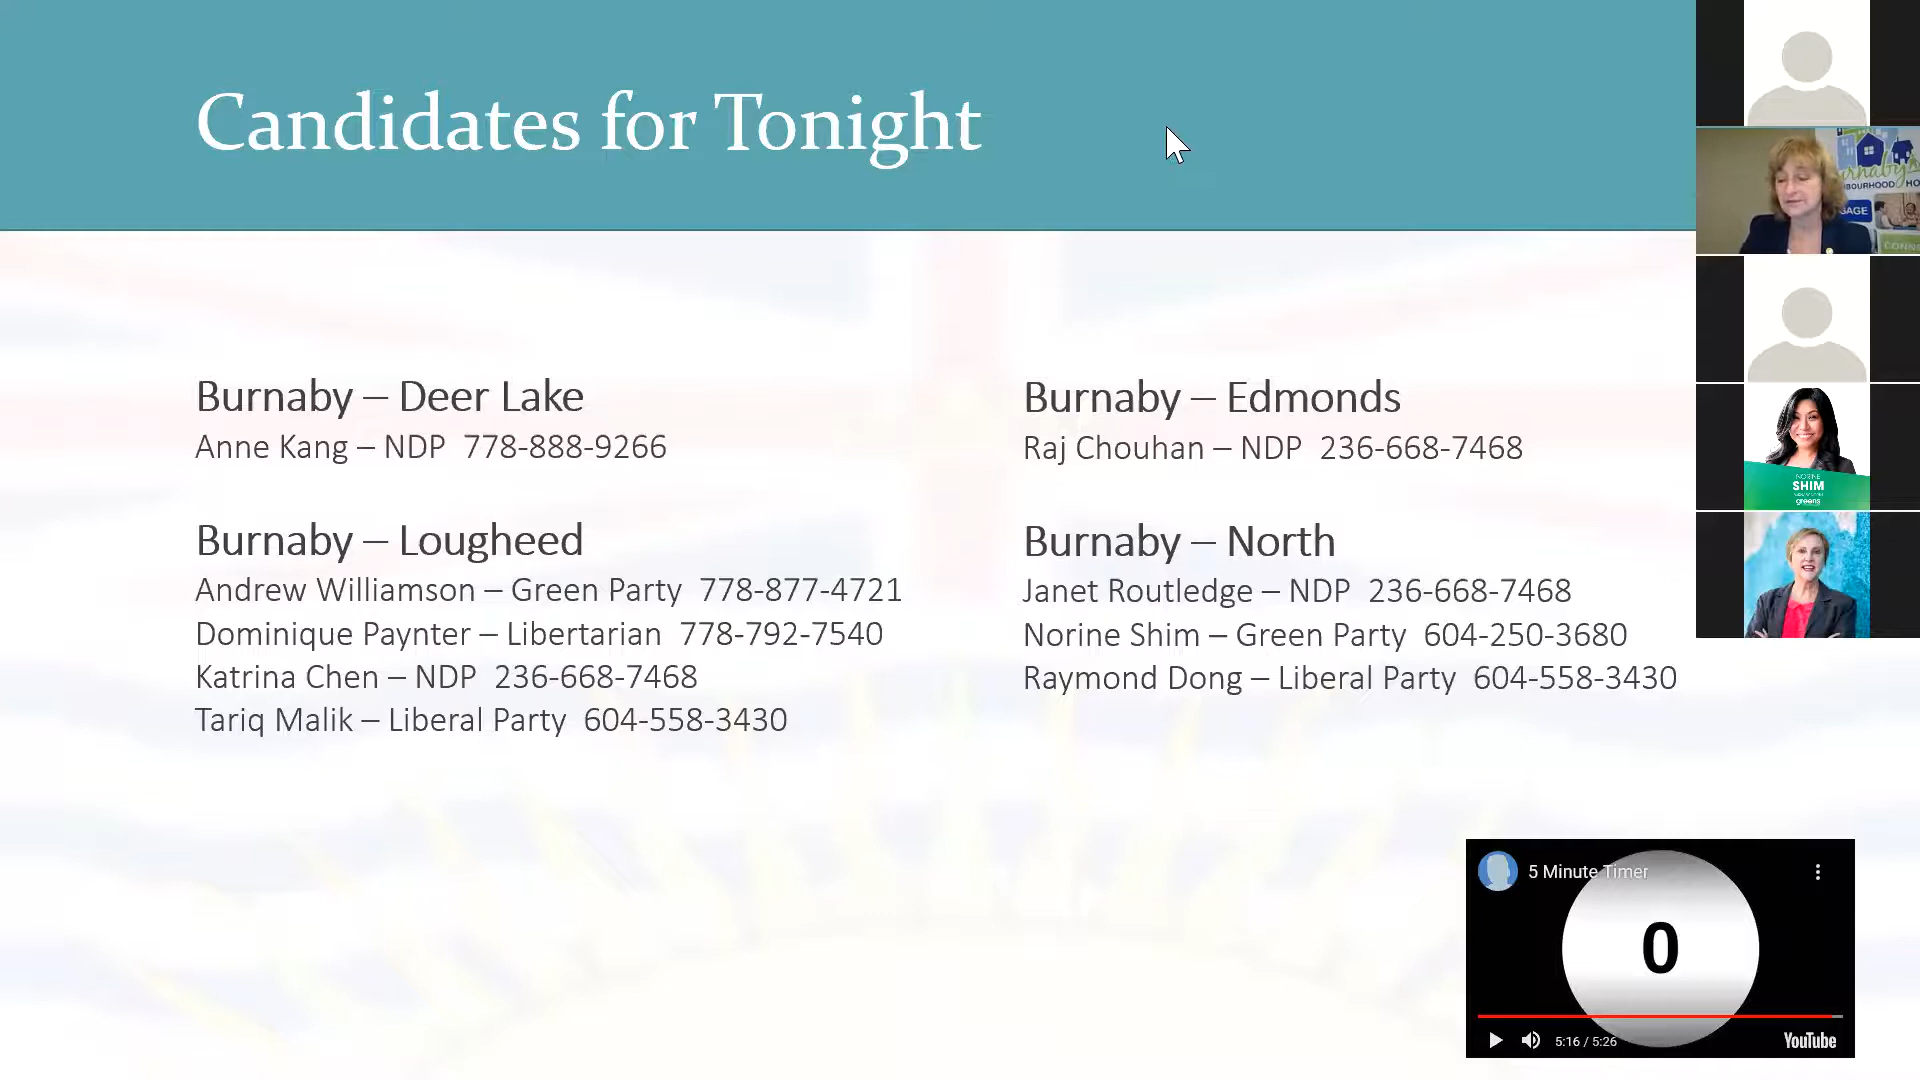 Candidates for Tonight
Burnaby – Deer Lake
Anne Kang – NDP 778-888-9266
Burnaby – Lougheed
Andrew Williamson – Green Party 778-877-4721
Dominique Paynter – Libertarian 778-792-7540
Katrina Chen – NDP 236-668-7468
Tariq Malik – Liberal Party 604-558-3430
Burnaby – Edmonds
Raj Chouhan – NDP 236-668-7468
Burnaby – North
Janet Routledge – NDP 236-668-7468
Norine Shim – Green Party 604-250-3680
Raymond Dong – Liberal Party 604-558-3430
NORINE
SHIM
greens
5 Minute Timer
0
5:16 / 5:26
YouTube